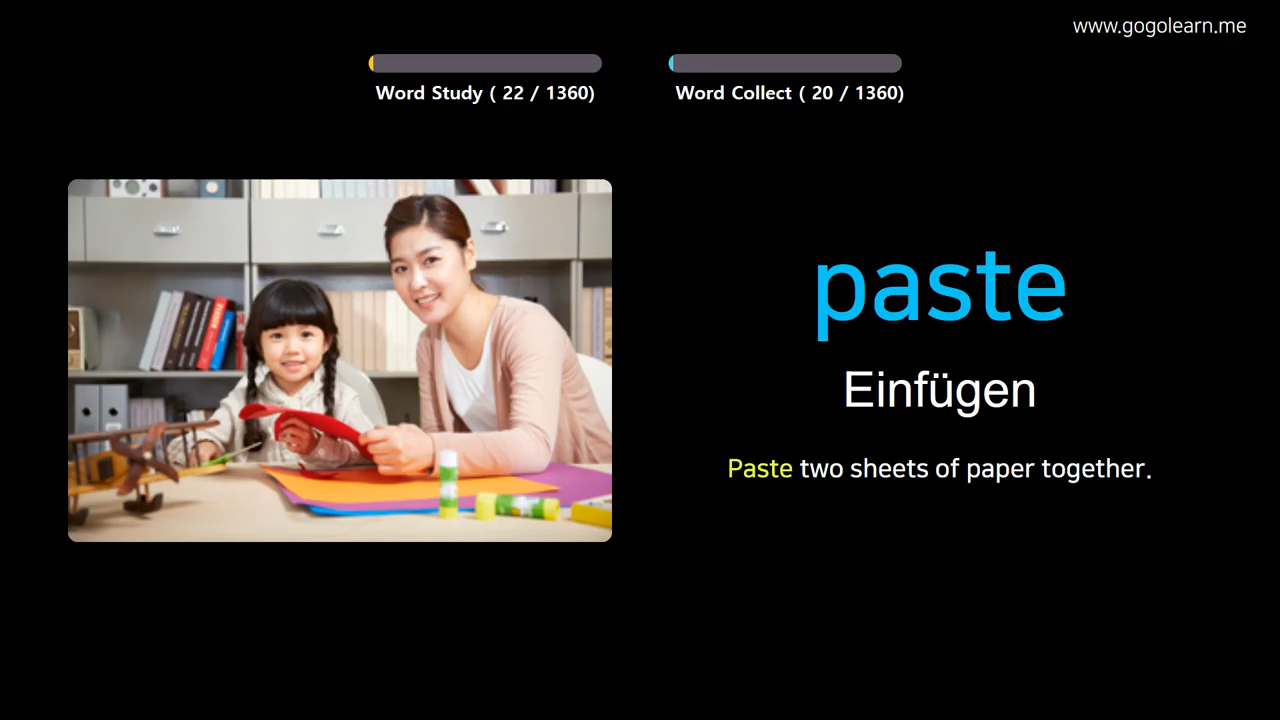 www.gogolearn.me
Word Study ( 22 / 1360)
Word Collect ( 20 / 1360)
paste
Einfügen
Paste two sheets of paper together.